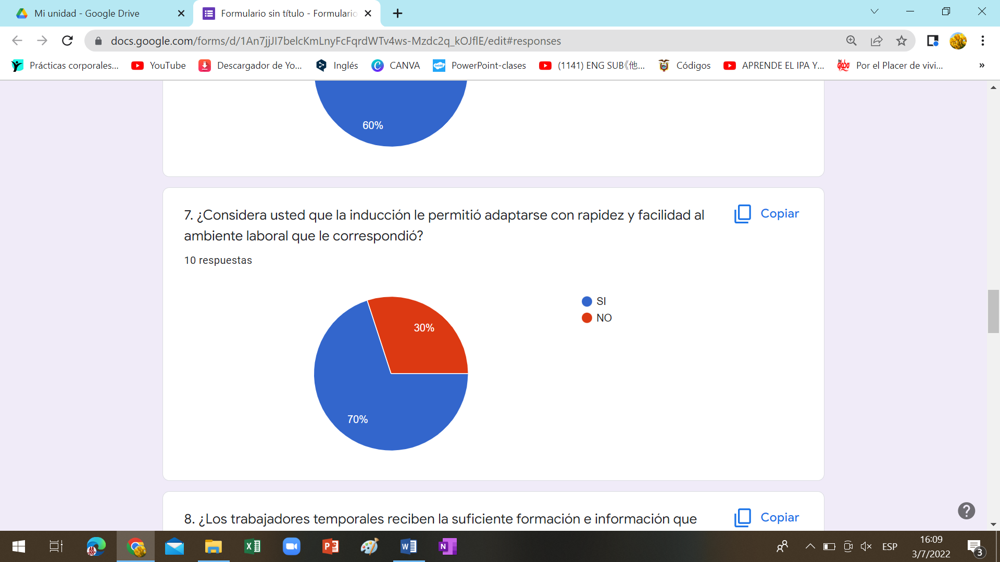 Mi unidad - Google Drive
Formulario sin título - Formulario
docs.google.com/forms/d/1An7jjJI7belcKmLnyFcFqrdWTv4ws-Mzdc2q_kOJflE/edit#responses
Prácticas corporales...
YouTube
Descargador de Yo...
Inglés
CANVA
PowerPoint-clases
(1141) ENG SUB《他...
Códigos
APRENDE EL IPA Y...
Por el Placer de vivi...
»
60%
7. ¿Considera usted que la inducción le permitió adaptarse con rapidez y facilidad al
ambiente laboral que le correspondió?
Copiar
10 respuestas
SI
NO
30%
70%
8. ¿Los trabajadores temporales reciben la suficiente formación e información que
Copiar
ESP
16:09
3/7/2022
3